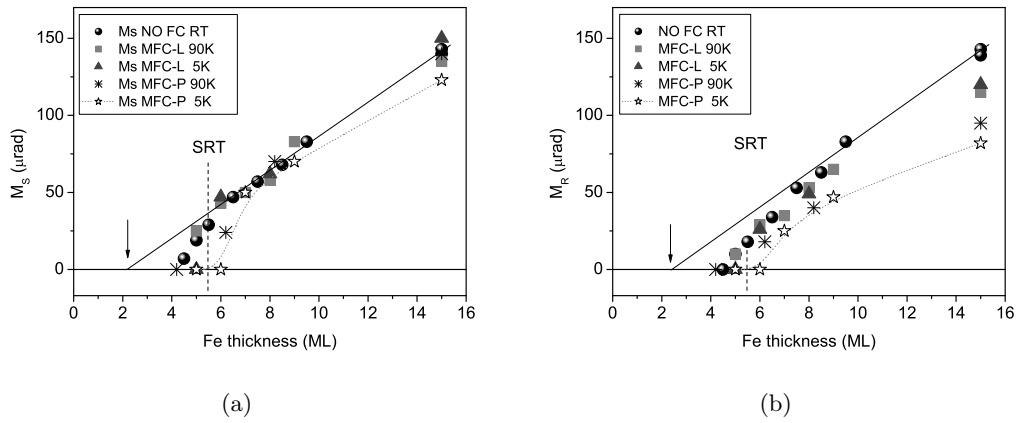 Ms NO FC RT
Ms MFC-L 90K
Ms MFC-L 5K
Ms MFC-P 90K
Ms MFC-P 5K
SRT
M_S (μrad)
150
100
50
0
0 2 4 6 8 10 12 14 16
Fe thickness (ML)
(a)
NO FC RT
MFC-L 90K
MFC-L 5K
MFC-P 90K
MFC-P 5K
SRT
M_R (μrad)
150
100
50
0
0 2 4 6 8 10 12 14 16
Fe thickness (ML)
(b)